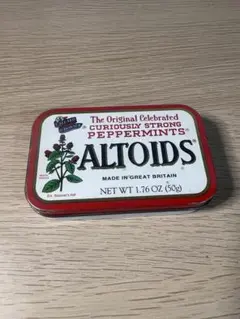 The Original Celebrated
CURIOUSLY STRONG
PEPPERMINTS®
ALTOIDS®
MADE IN GREAT BRITAIN
NET WT 1.76 OZ (50g)